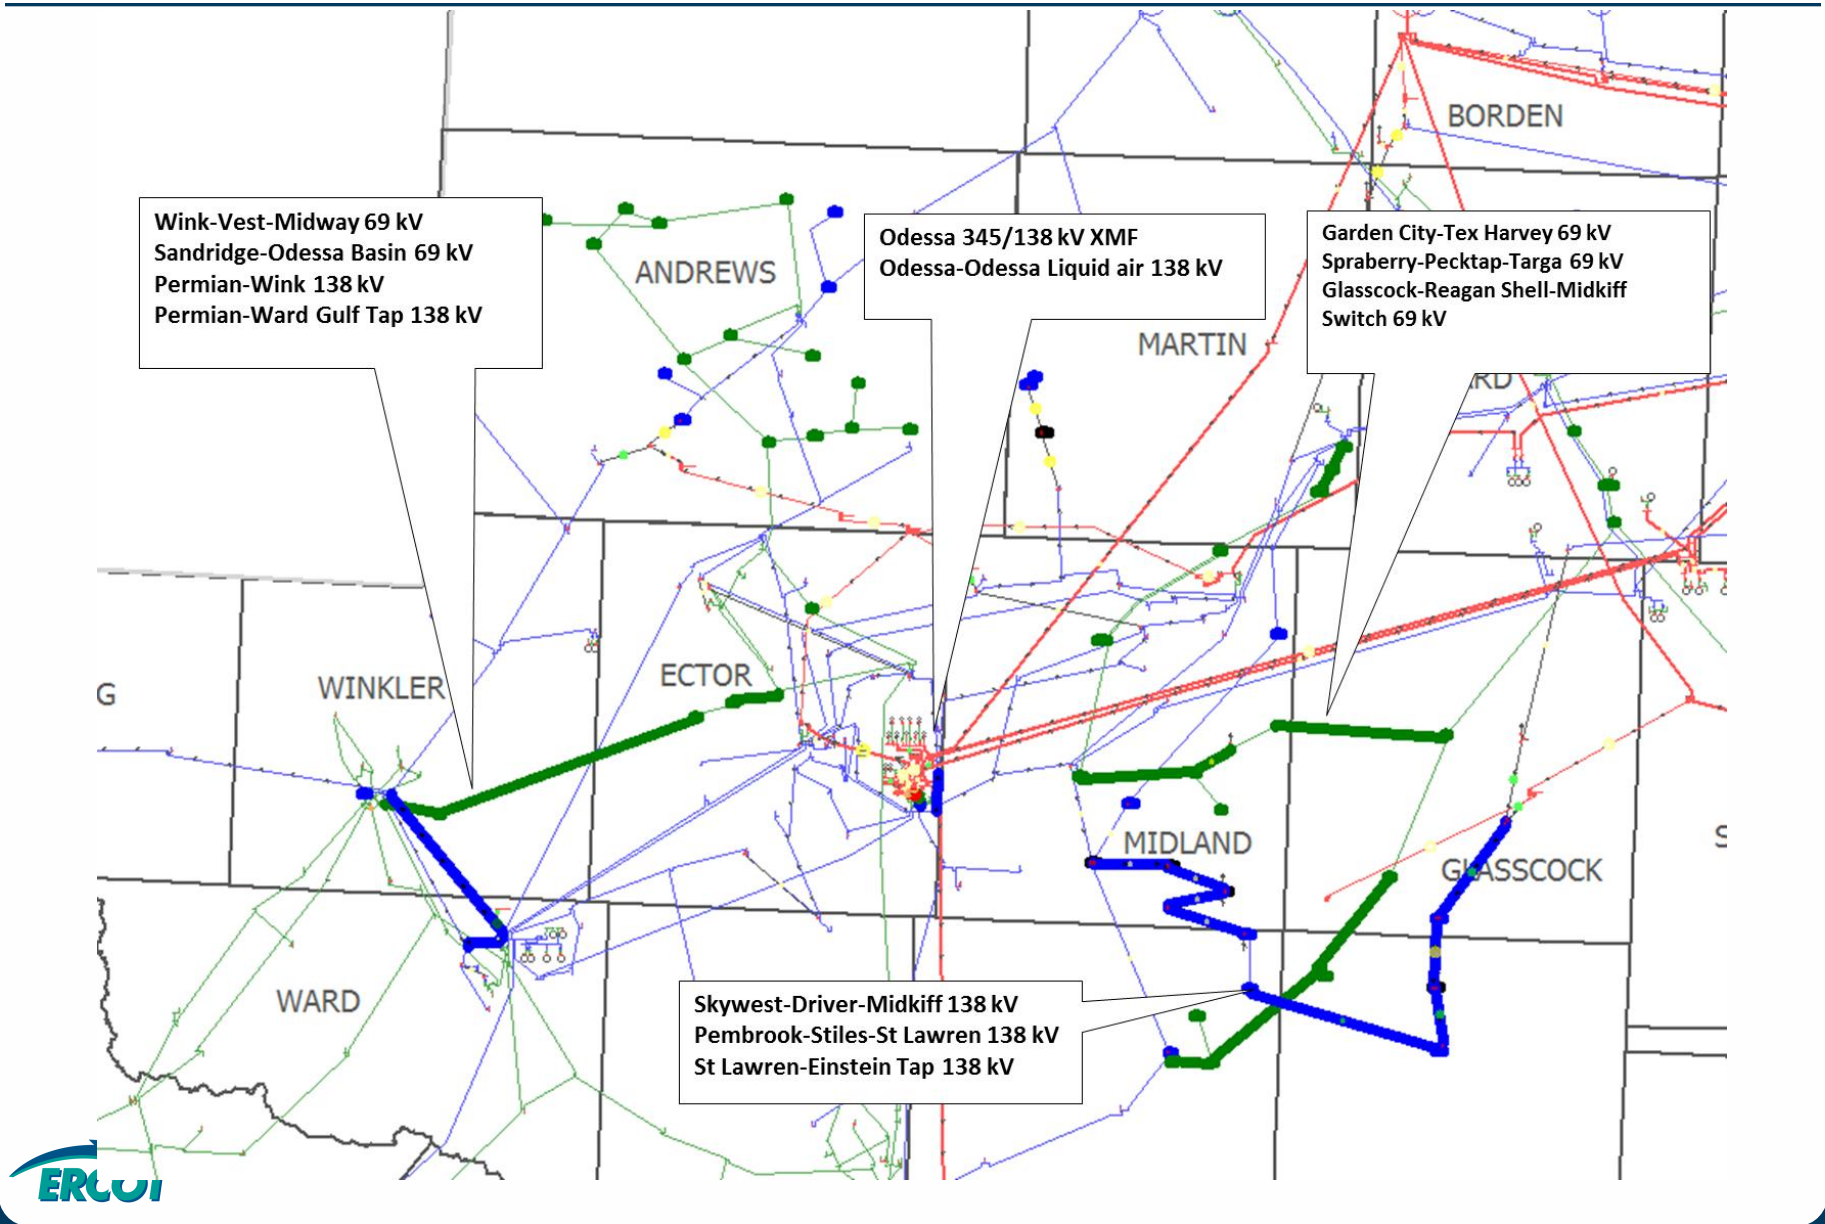 BORDEN
Wink-Vest-Midway 69 kV
Sandridge-Odessa Basin 69 kV
Permian-Wink 138 kV
Permian-Ward Gulf Tap 138 kV
ANDREWS
Odessa 345/138 kV XMF
Odessa-Odessa Liquid air 138 kV
Garden City-Tex Harvey 69 kV
Spraberry-Pecktap-Targa 69 kV
Glasscock-Reagan Shell-Midkiff
Switch 69 kV
MARTIN
RD
G
WINKLER
ECTOR
MIDLAND
GLASSCOCK
S
WARD
Skywest-Driver-Midkiff 138 kV
Pembrook-Stiles-St Lawren 138 kV
St Lawren-Einstein Tap 138 kV
ERCOT